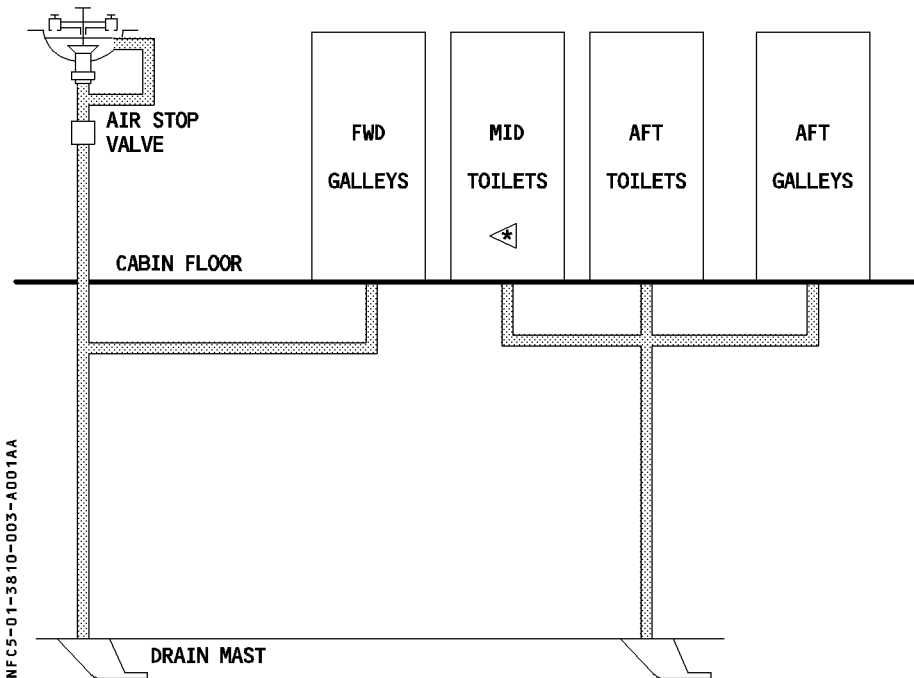 AIR STOP
VALVE
FWD
GALLEYS
MID
TOILETS
*
AFT
TOILETS
AFT
GALLEYS
CABIN FLOOR
DRAIN MAST
NFC5-01-3810-003-A001AA